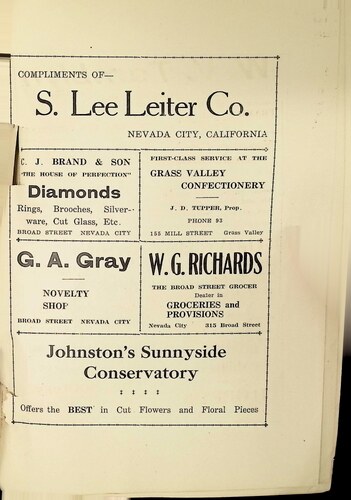 COMPLIMENTS OF—
S. Lee Leiter Co.
NEVADA CITY, CALIFORNIA
C. J. BRAND & SON
"THE HOUSE OF PERFECTION"
Diamonds
Rings, Brooches, Silver-
ware, Cut Glass, Etc.
BROAD STREET NEVADA CITY
FIRST-CLASS SERVICE AT THE
GRASS VALLEY
CONFECTIONERY
J. D. TUPPER, Prop.
PHONE 93
155 MILL STREET Grass Valley
G. A. Gray
NOVELTY
SHOP
BROAD STREET NEVADA CITY
W. G. RICHARDS
THE BROAD STREET GROCER
Dealer in
GROCERIES and
PROVISIONS
Nevada City 315 Broad Street
Johnston's Sunnyside
Conservatory
Offers the BEST in Cut Flowers and Floral Pieces